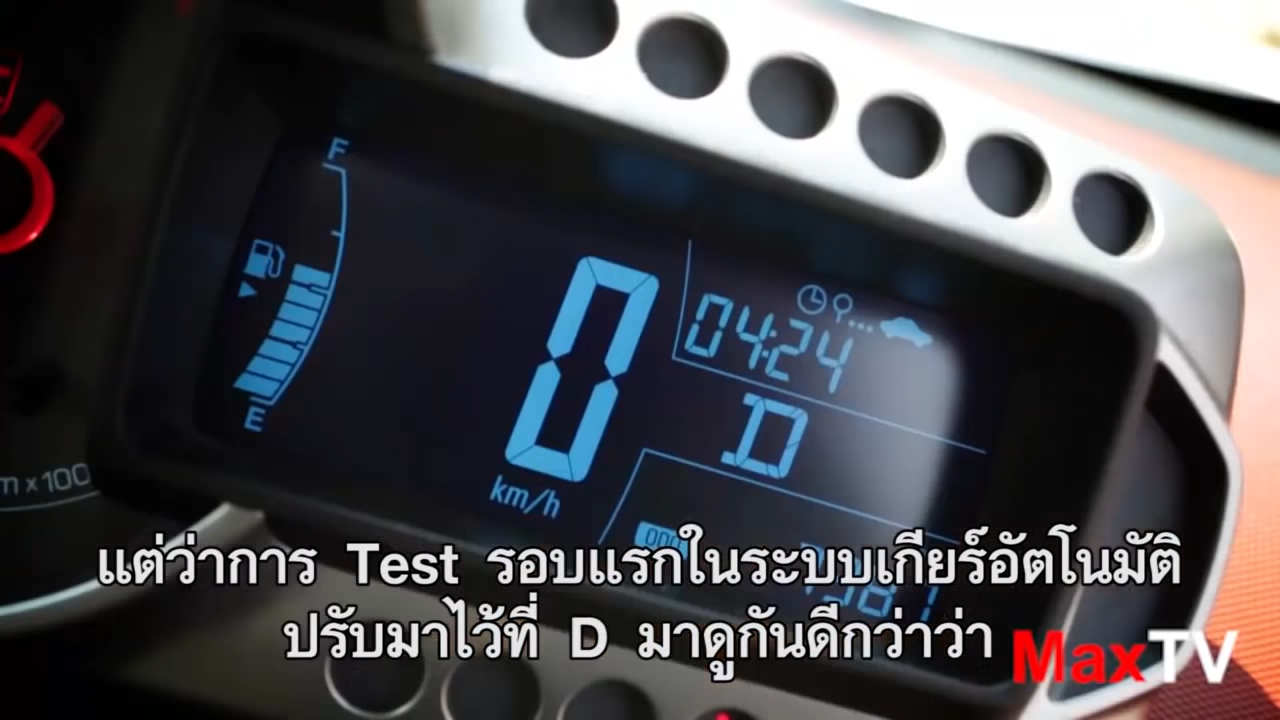 F
04:24
D
0
E
km/h
m x 100
แต่ว่าการ Test รอบแรกในระบบเกียร์อัตโนมัติ
ปรับมาไว้ที่ D มาดูกันดีกว่าว่า
MaxTV